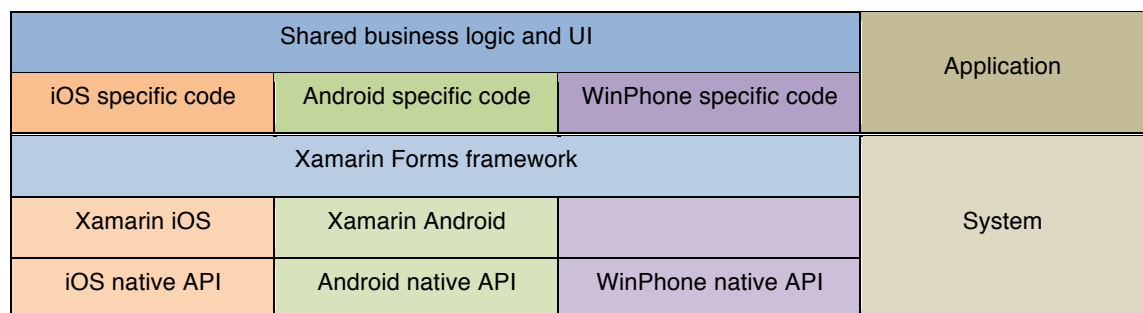 Shared business logic and UI
Application
iOS specific code
Android specific code
WinPhone specific code
Xamarin Forms framework
System
Xamarin iOS
Xamarin Android
iOS native API
Android native API
WinPhone native API